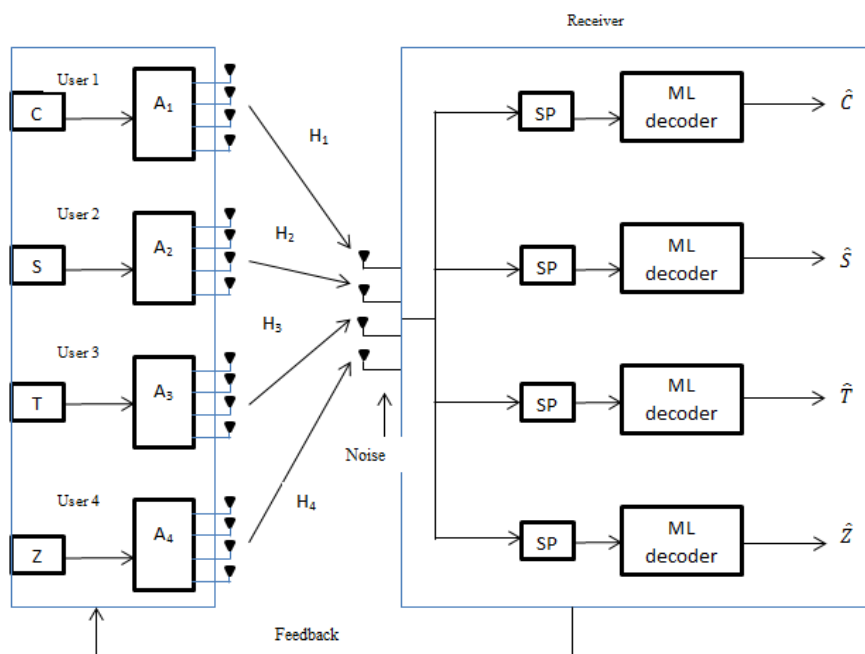 Receiver
User 1
C
A₁
H₁
SP
ML
decoder
Ĉ
User 2
S
A₂
H₂
SP
ML
decoder
Ŝ
User 3
T
A₃
H₃
SP
ML
decoder
T̂
Noise
User 4
Z
A₄
H₄
SP
ML
decoder
Ẑ
Feedback